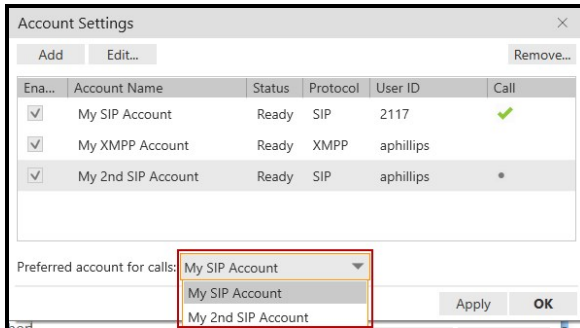 Account Settings
Add Edit... Remove...
Ena... Account Name Status Protocol User ID Call
My SIP Account Ready SIP 2117
My XMPP Account Ready XMPP aphillips
My 2nd SIP Account Ready SIP aphillips
Preferred account for calls: My SIP Account
My SIP Account
My 2nd SIP Account
Apply OK